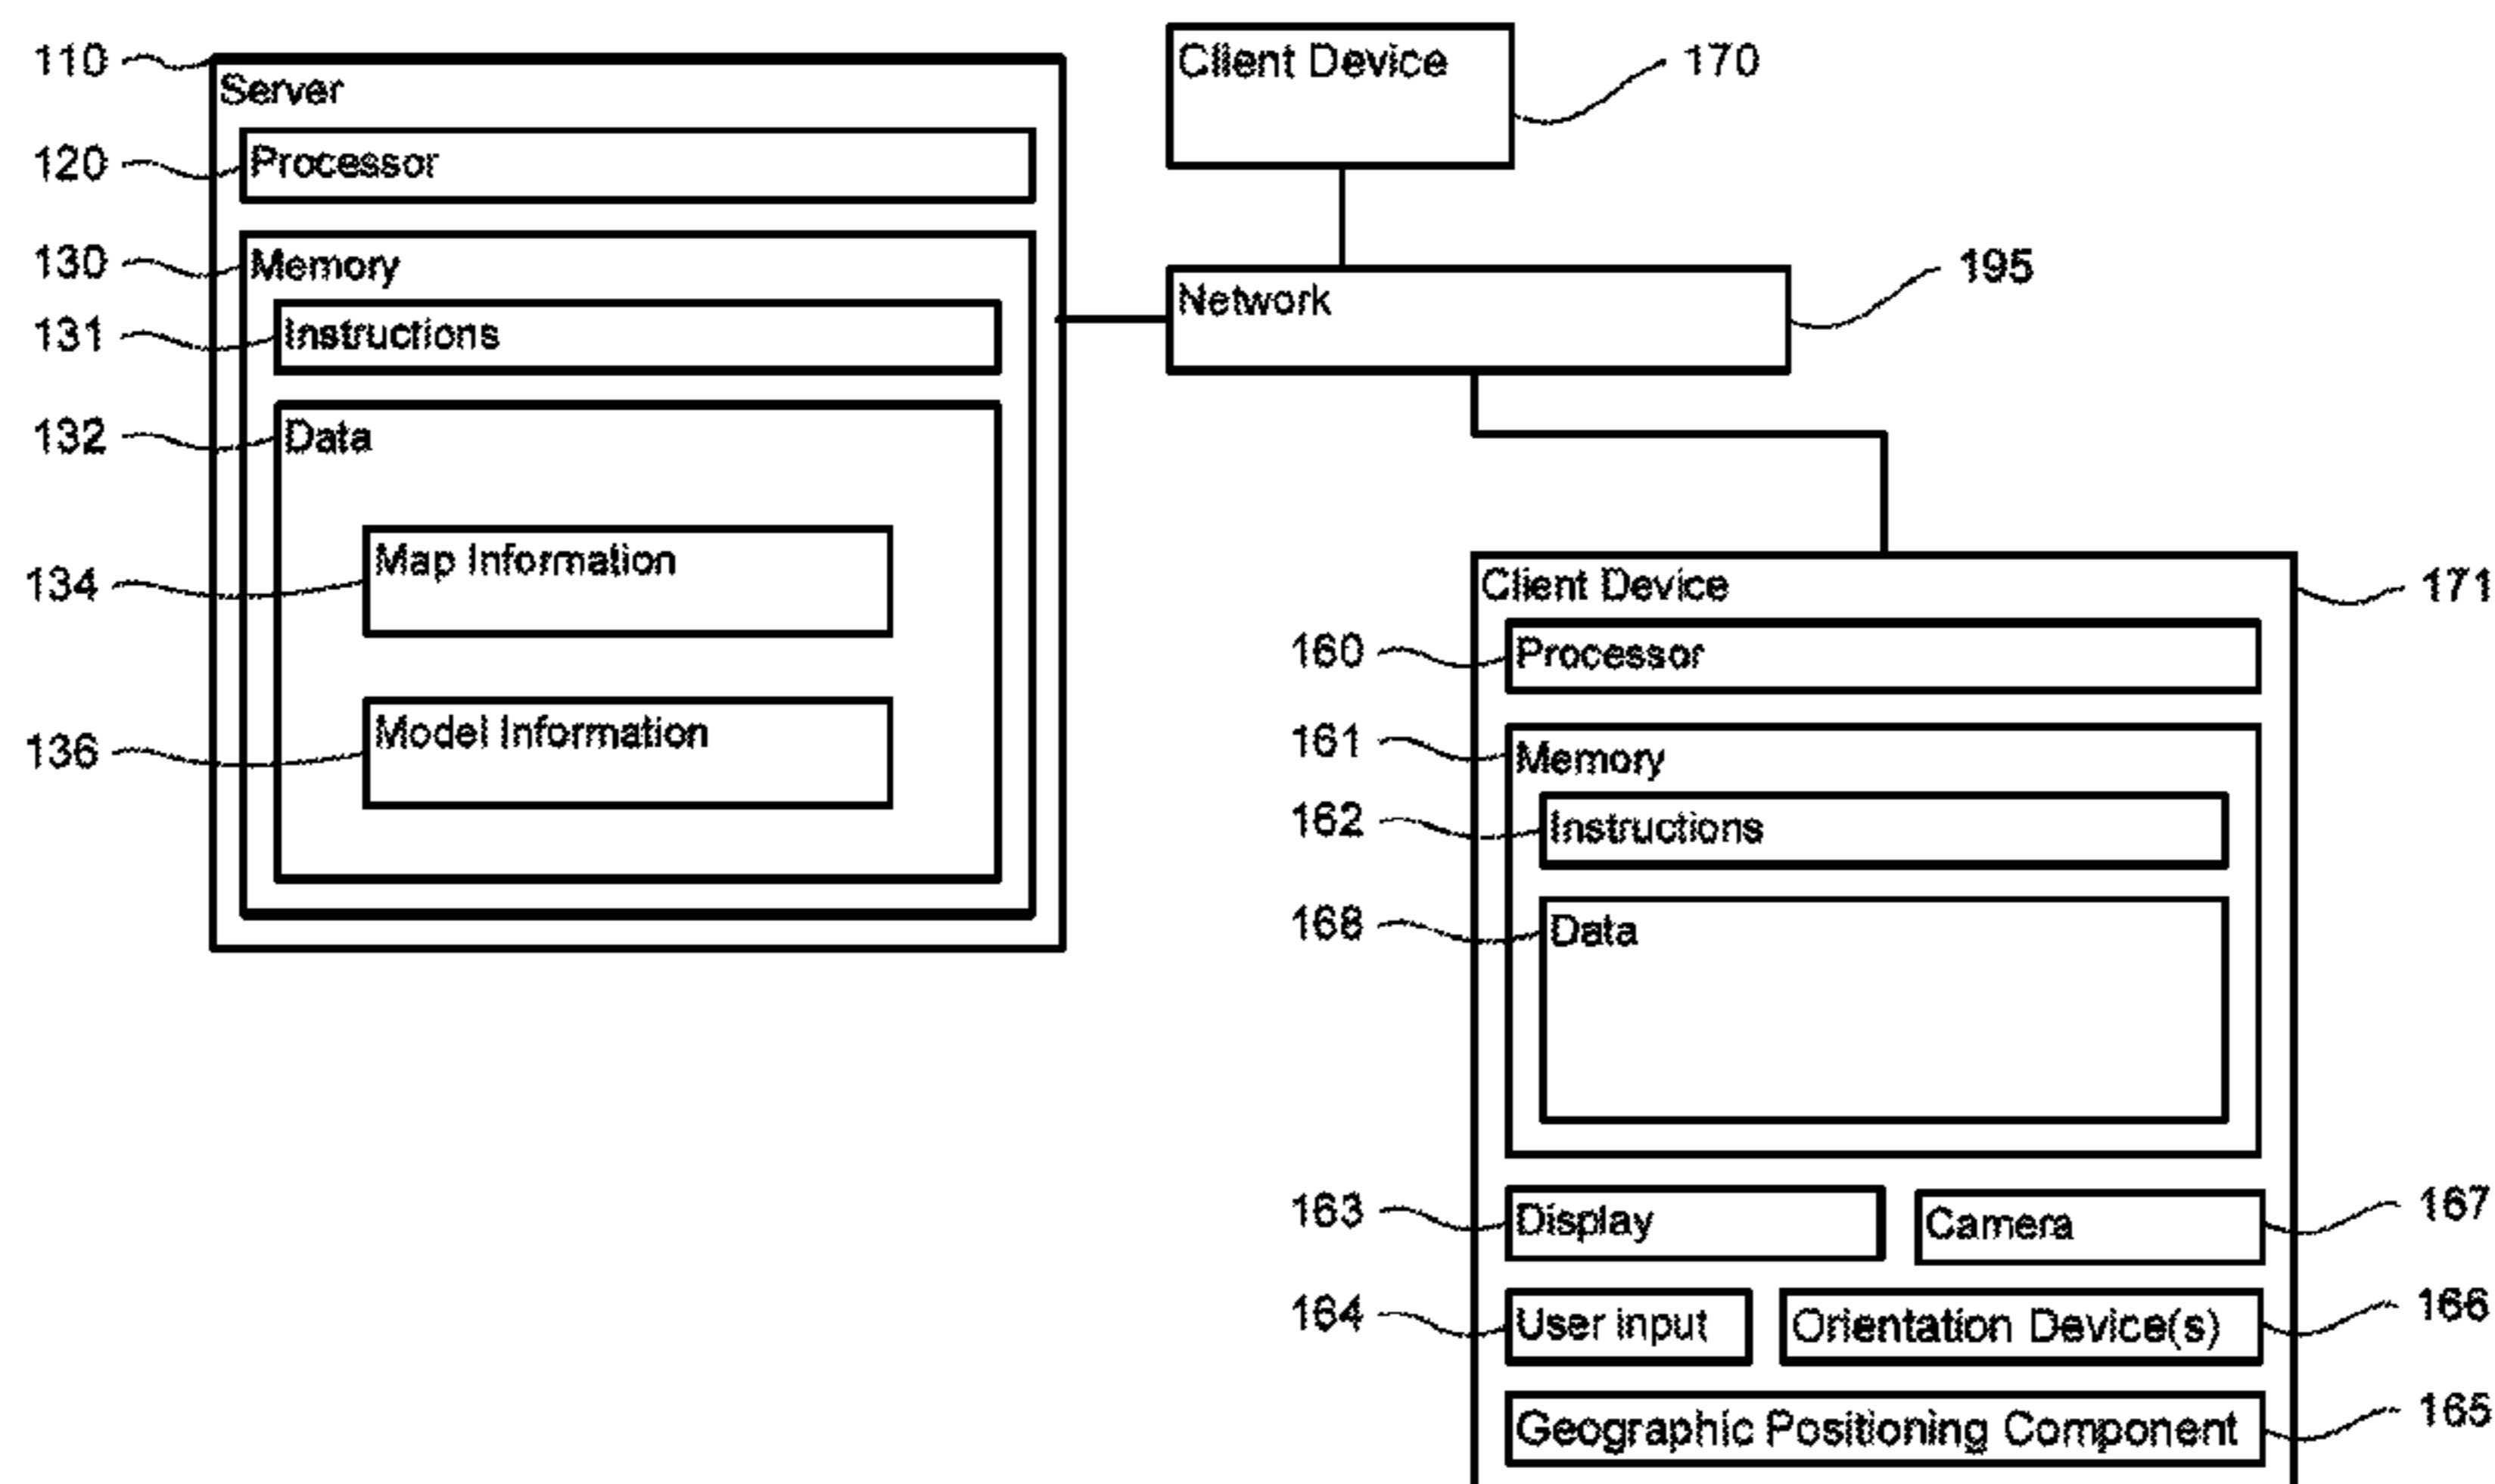 110
Server
120
Processor
130
Memory
131
Instructions
132
Data
134
Map Information
136
Model Information
Client Device
170
Network
195
Client Device
171
160
Processor
161
Memory
162
Instructions
168
Data
163
Display
Camera
167
164
User input
Orientation Device(s)
166
Geographic Positioning Component
165